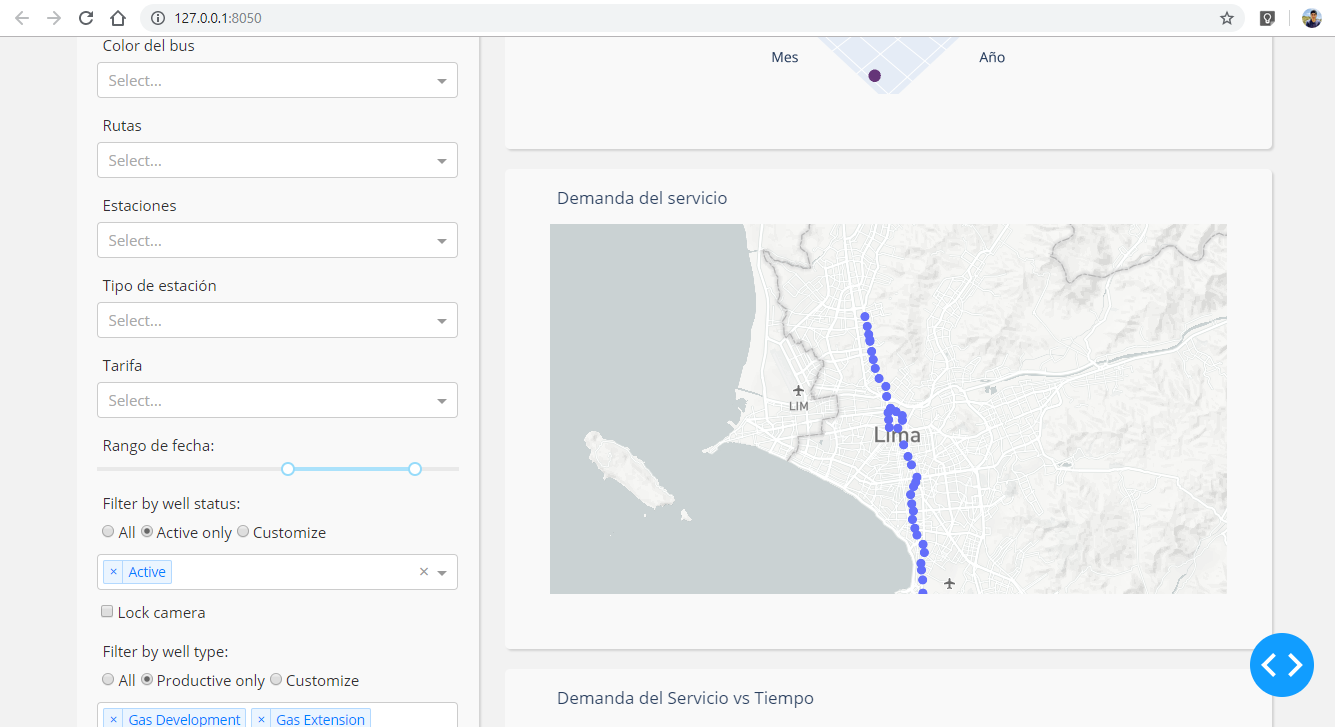 127.0.0.1:8050
Color del bus
Select...
Rutas
Select...
Estaciones
Select...
Tipo de estación
Select...
Tarifa
Select...
Rango de fecha:
Filter by well status:
All Active only Customize
× Active ×
Lock camera
Filter by well type:
All Productive only Customize
× Gas Development × Gas Extension
Mes Año
Demanda del servicio
LIM
Lima
Demanda del Servicio vs Tiempo